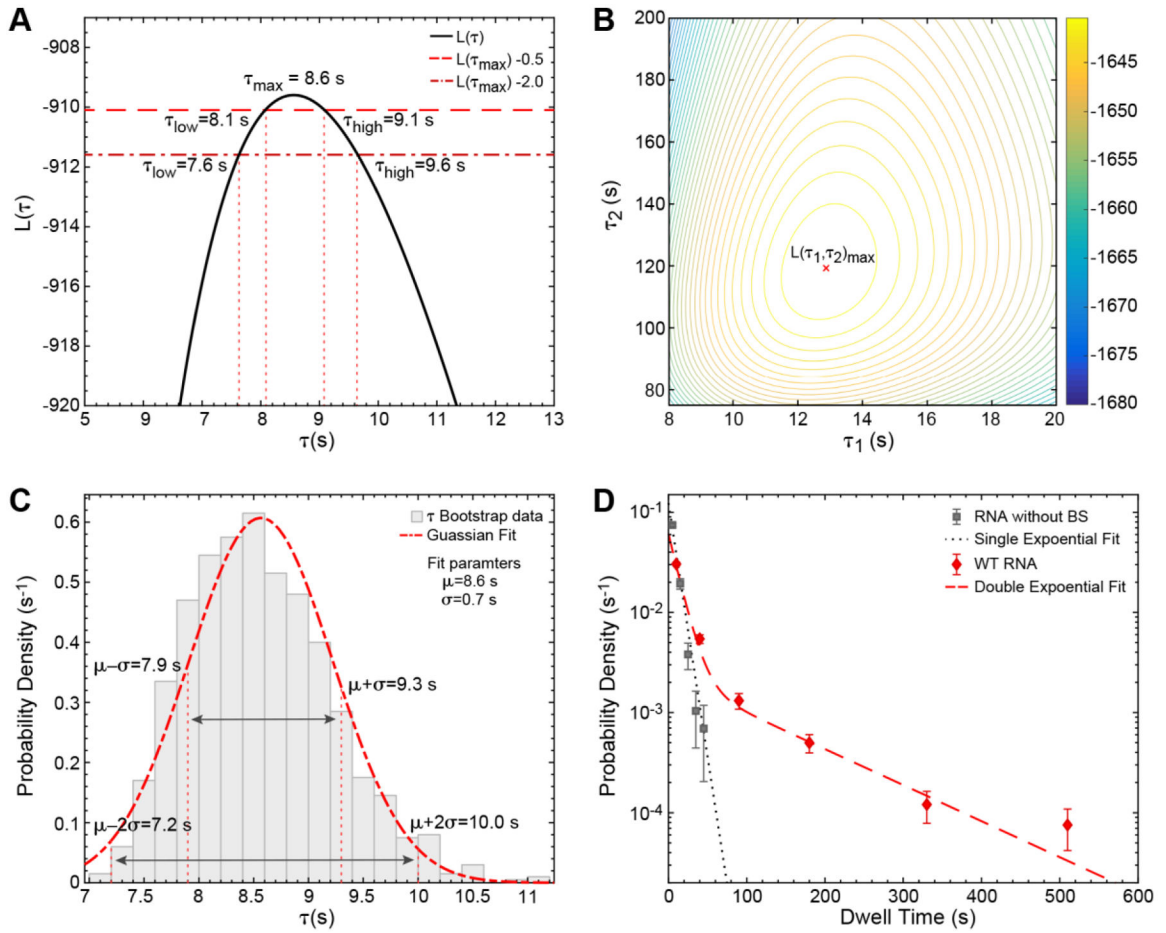 A
L(τ)
-908
-910
-912
-914
-916
-918
-920
L(τ)
L(τmax) -0.5
L(τmax) -2.0
τmax = 8.6 s
τlow=8.1 s
τhigh=9.1 s
τlow=7.6 s
τhigh=9.6 s
5 9 7 8 9 10 11 12 13
τ(s)
B
τ2 (s)
200
180
160
140
120
100
80
L(τ1,τ2)max
8 10 12 14 16 18 20
τ1 (s)
-1645
-1650
-1655
-1660
-1665
-1670
-1675
-1680
C
Probability Density (s-1)
0.6
0.5
0.4
0.3
0.2
0.1
0
τ Bootstrap data
Guassian Fit
Fit paramters
μ=8.6 s
σ=0.7 s
μ−σ=7.9 s
μ+σ=9.3 s
μ−2σ=7.2 s
μ+2σ=10.0 s
7 7.5 8 8.5 9 9.5 10 10.5 11
τ(s)
D
Probability Density (s-1)
10-1
10-2
10-3
10-4
RNA without BS
Single Expoential Fit
WT RNA
Double Expoential Fit
0 100 200 300 400 500 600
Dwell Time (s)